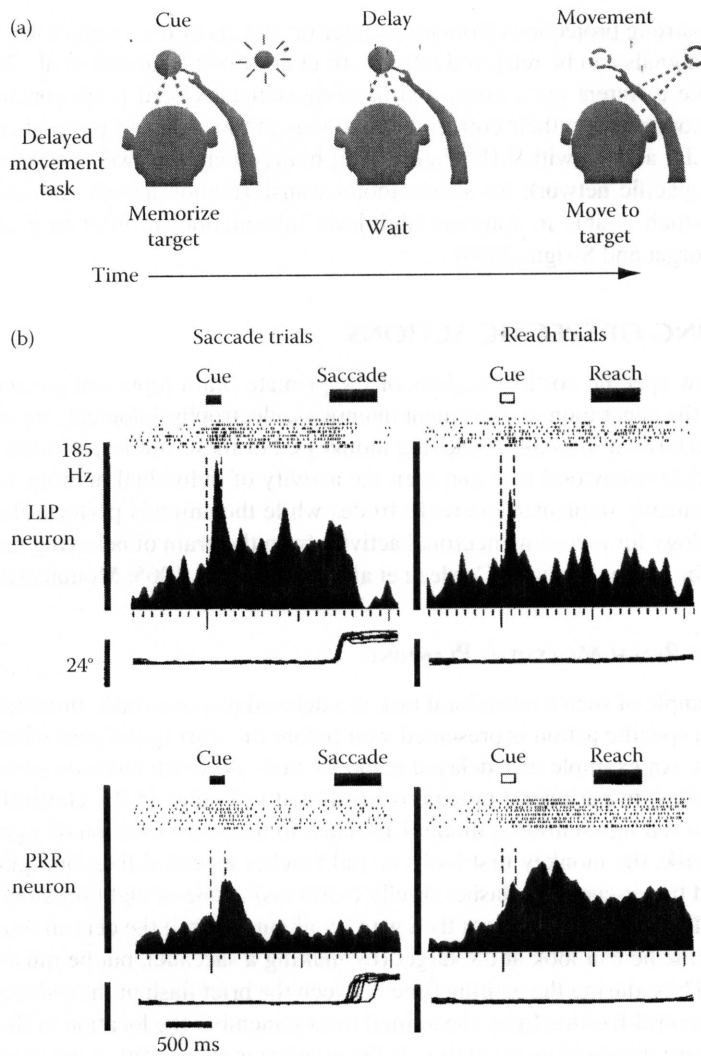 (a)
Cue Delay Movement
Delayed
movement
task
Memorize
target
Wait
Move to
target
Time
(b)
Saccade trials Reach trials
Cue Saccade Cue Reach
185
Hz
LIP
neuron
24°
Cue Saccade Cue Reach
PRR
neuron
500 ms